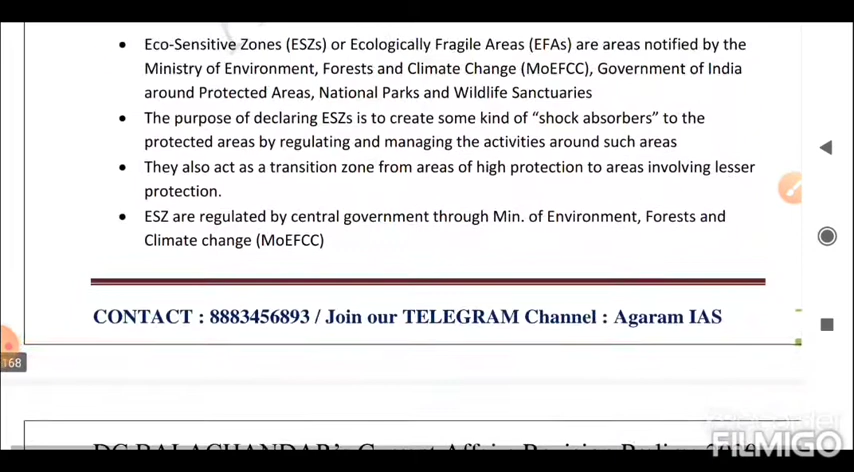 • Eco-Sensitive Zones (ESZs) or Ecologically Fragile Areas (EFAs) are areas notified by the
Ministry of Environment, Forests and Climate Change (MoEFCC), Government of India
around Protected Areas, National Parks and Wildlife Sanctuaries
• The purpose of declaring ESZs is to create some kind of “shock absorbers” to the
protected areas by regulating and managing the activities around such areas
• They also act as a transition zone from areas of high protection to areas involving lesser
protection.
• ESZ are regulated by central government through Min. of Environment, Forests and
Climate change (MoEFCC)
CONTACT : 8883456893 / Join our TELEGRAM Channel : Agaram IAS
168
FILMIGO